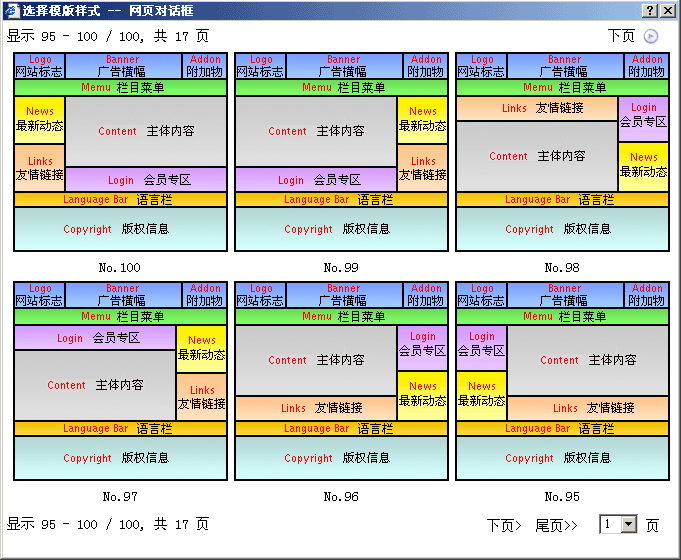 选择模版样式 -- 网页对话框
显示 95 - 100 / 100, 共 17 页
下页
Logo
网站标志
Banner
广告横幅
Addon
附加物
Memu 栏目菜单
News
最新动态
Content 主体内容
Links
友情链接
Login 会员专区
Language Bar 语言栏
Copyright 版权信息
No.100
Logo
网站标志
Banner
广告横幅
Addon
附加物
Memu 栏目菜单
Content 主体内容
News
最新动态
Links
友情链接
Login 会员专区
Language Bar 语言栏
Copyright 版权信息
No.99
Logo
网站标志
Banner
广告横幅
Addon
附加物
Memu 栏目菜单
Links 友情链接
Login
会员专区
Content 主体内容
News
最新动态
Language Bar 语言栏
Copyright 版权信息
No.98
Logo
网站标志
Banner
广告横幅
Addon
附加物
Memu 栏目菜单
Login 会员专区
News
最新动态
Content 主体内容
Links
友情链接
Language Bar 语言栏
Copyright 版权信息
No.97
Logo
网站标志
Banner
广告横幅
Addon
附加物
Memu 栏目菜单
Content 主体内容
Login
会员专区
News
最新动态
Links 友情链接
Language Bar 语言栏
Copyright 版权信息
No.96
Logo
网站标志
Banner
广告横幅
Addon
附加物
Memu 栏目菜单
Login
会员专区
Content 主体内容
News
最新动态
Links 友情链接
Language Bar 语言栏
Copyright 版权信息
No.95
显示 95 - 100 / 100, 共 17 页
下页> 尾页>> 1 页